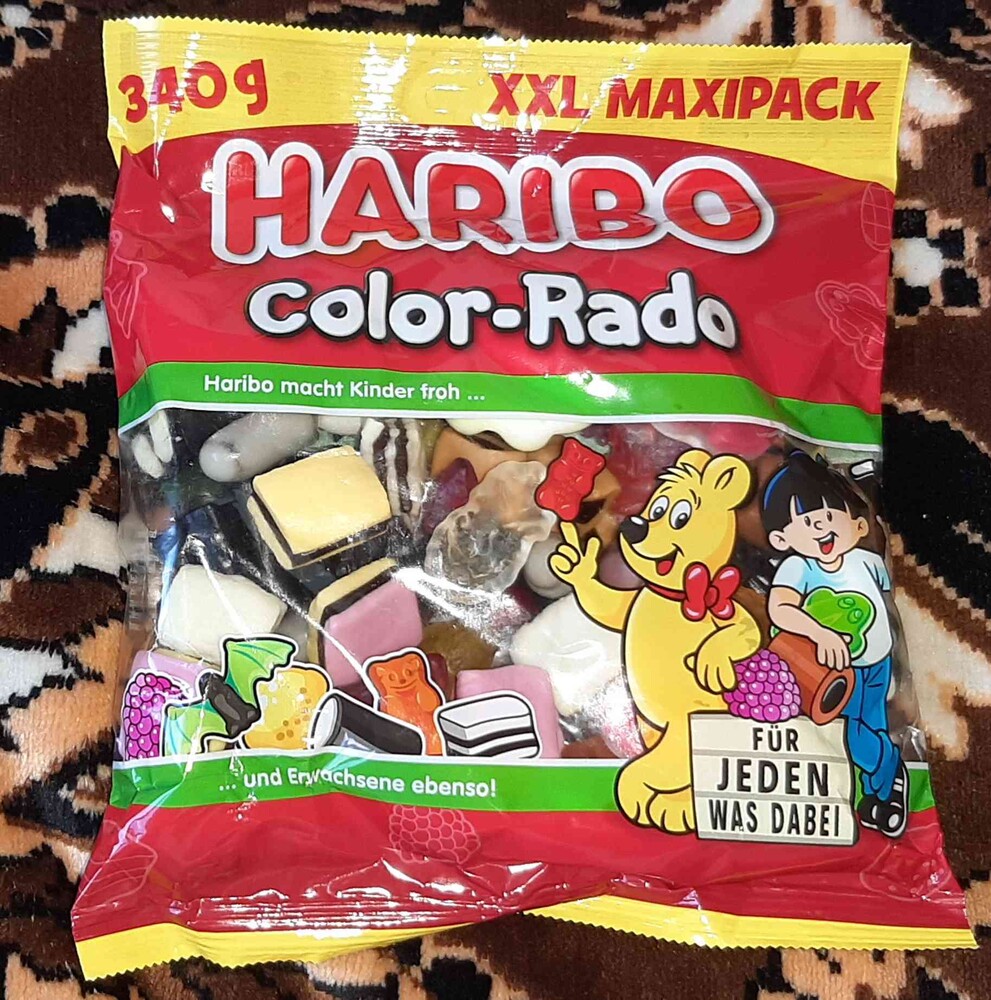 340g XXL MAXIPACK
HARIBO
color-Rado
Haribo macht Kinder froh ...
FÜR
JEDEN
WAS DABEI
... und Erwachsene ebenso!